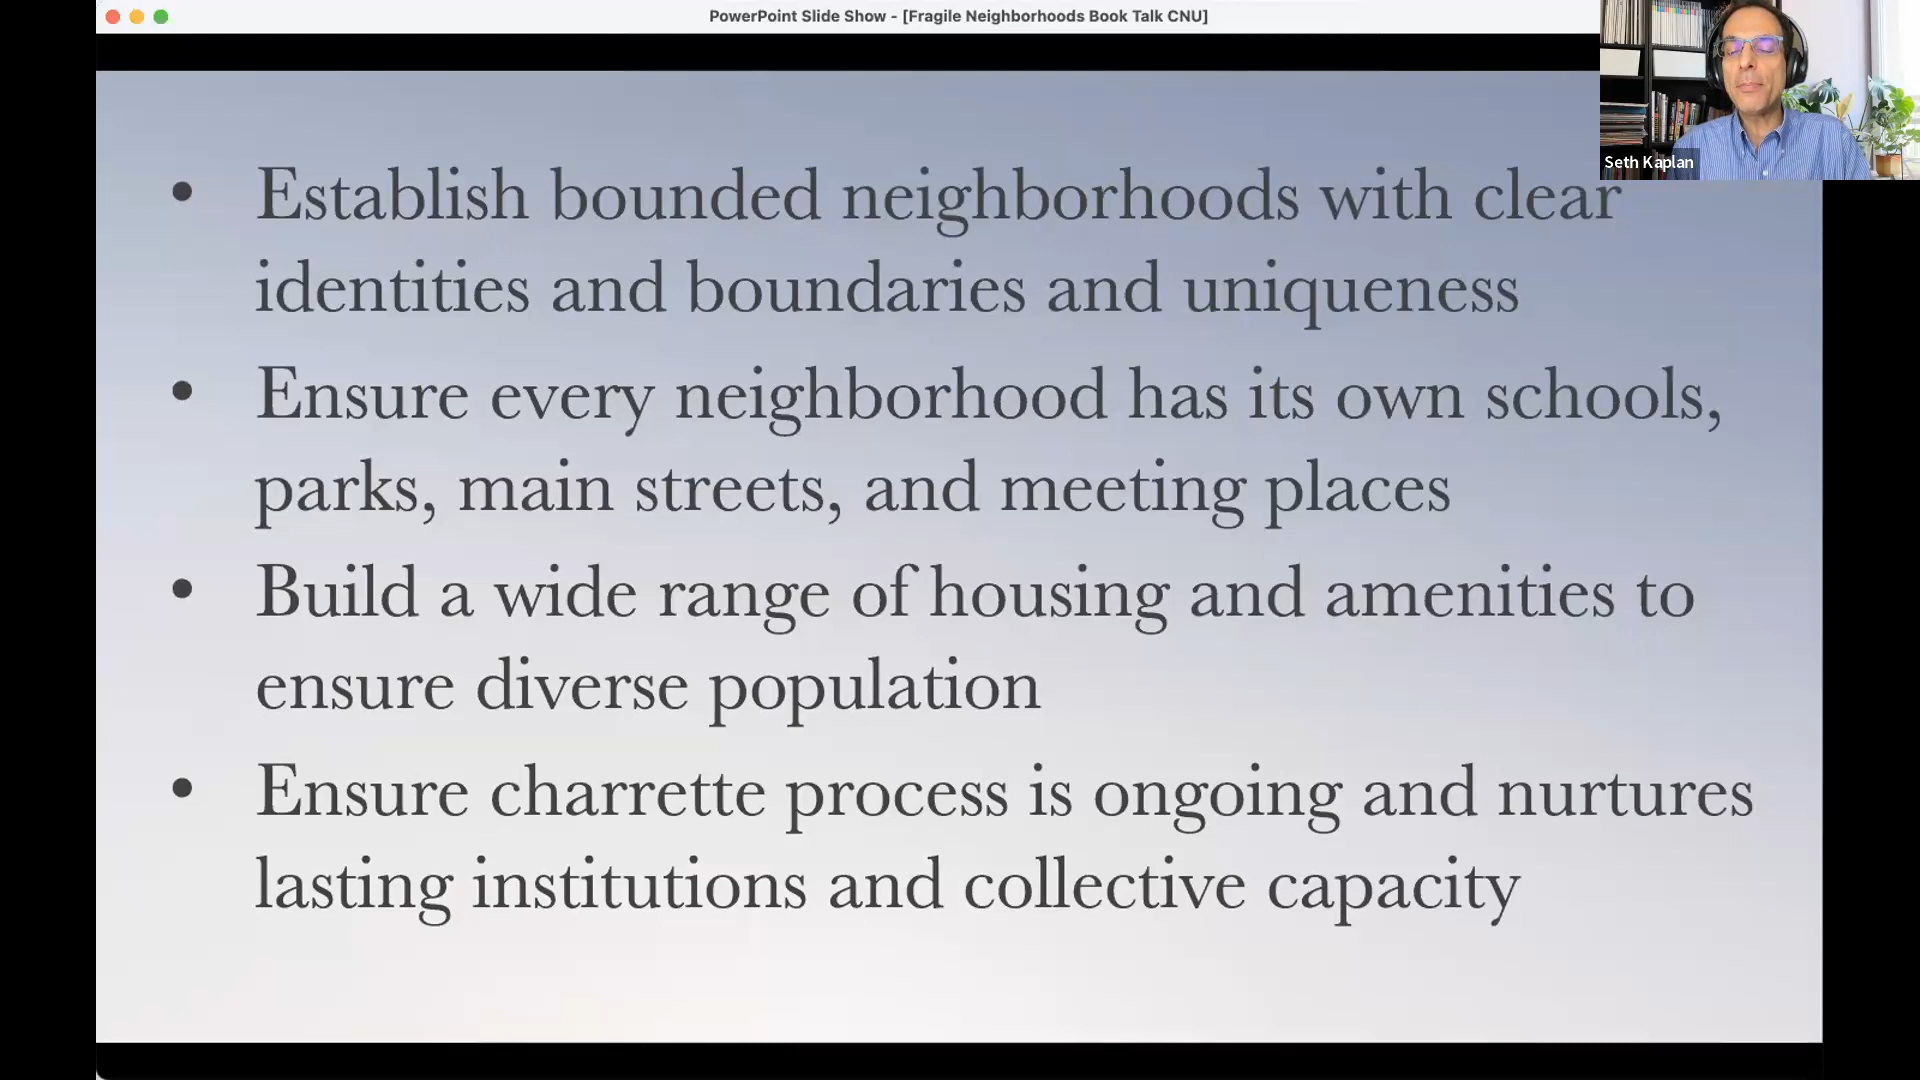 PowerPoint Slide Show - [Fragile Neighborhoods Book Talk CNU]
Seth Kaplan
• Establish bounded neighborhoods with clear
identities and boundaries and uniqueness
• Ensure every neighborhood has its own schools,
parks, main streets, and meeting places
• Build a wide range of housing and amenities to
ensure diverse population
• Ensure charrette process is ongoing and nurtures
lasting institutions and collective capacity